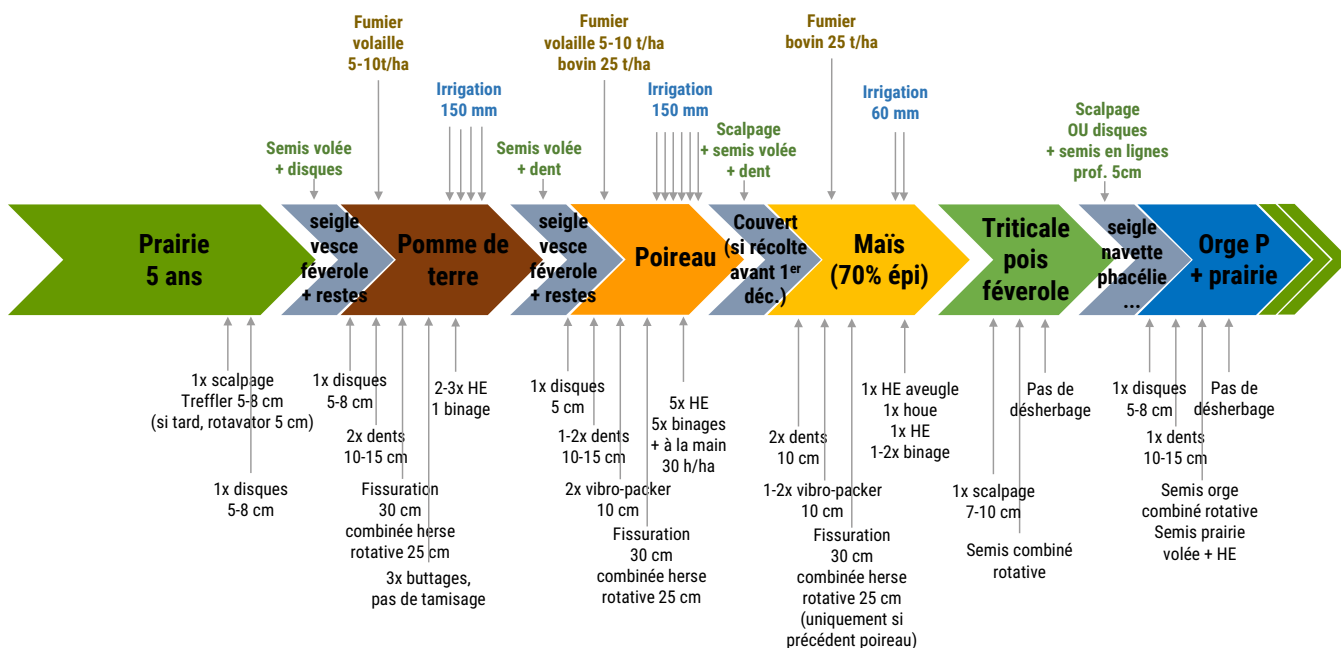 Fumier
volaille
5-10t/ha
Fumier
volaille 5-10 t/ha
bovin 25 t/ha
Fumier
bovin 25 t/ha
Irrigation
150 mm
Irrigation
150 mm
Irrigation
60 mm
Semis volée
+ disques
Semis volée
+ dent
Scalpage
+ semis volée
+ dent
Scalpage
OU disques
+ semis en lignes
prof. 5cm
Prairie
5 ans
seigle
vesce
féverole
+ restes
Pomme de
terre
seigle
vesce
féverole
+ restes
Poireau
Couvert
(si récolte
avant 1er
déc.)
Maïs
(70% épi)
Triticale
pois
féverole
seigle
navette
phacélie
...
Orge P
+ prairie
1x scalpage
Treffler 5-8 cm
(si tard, rotavator 5 cm)
1x disques
5-8 cm
1x disques
5-8 cm
2x dents
10-15 cm
Fissuration
30 cm
combinée herse
rotative 25 cm
3x buttages,
pas de tamisage
2-3x HE
1 binage
1x disques
5 cm
1-2x dents
10-15 cm
2x vibro-packer
10 cm
Fissuration
30 cm
combinée herse
rotative 25 cm
5x HE
5x binages
+ à la main
30 h/ha
2x dents
10 cm
1-2x vibro-packer
10 cm
Fissuration
30 cm
combinée herse
rotative 25 cm
(uniquement si
précédent poireau)
1x HE aveugle
1x houe
1x HE
1-2x binage
1x scalpage
7-10 cm
Semis combiné
rotative
Pas de
désherbage
1x disques
5-8 cm
1x dents
10-15 cm
Semis orge
combiné rotative
Semis prairie
volée + HE
Pas de
désherbage